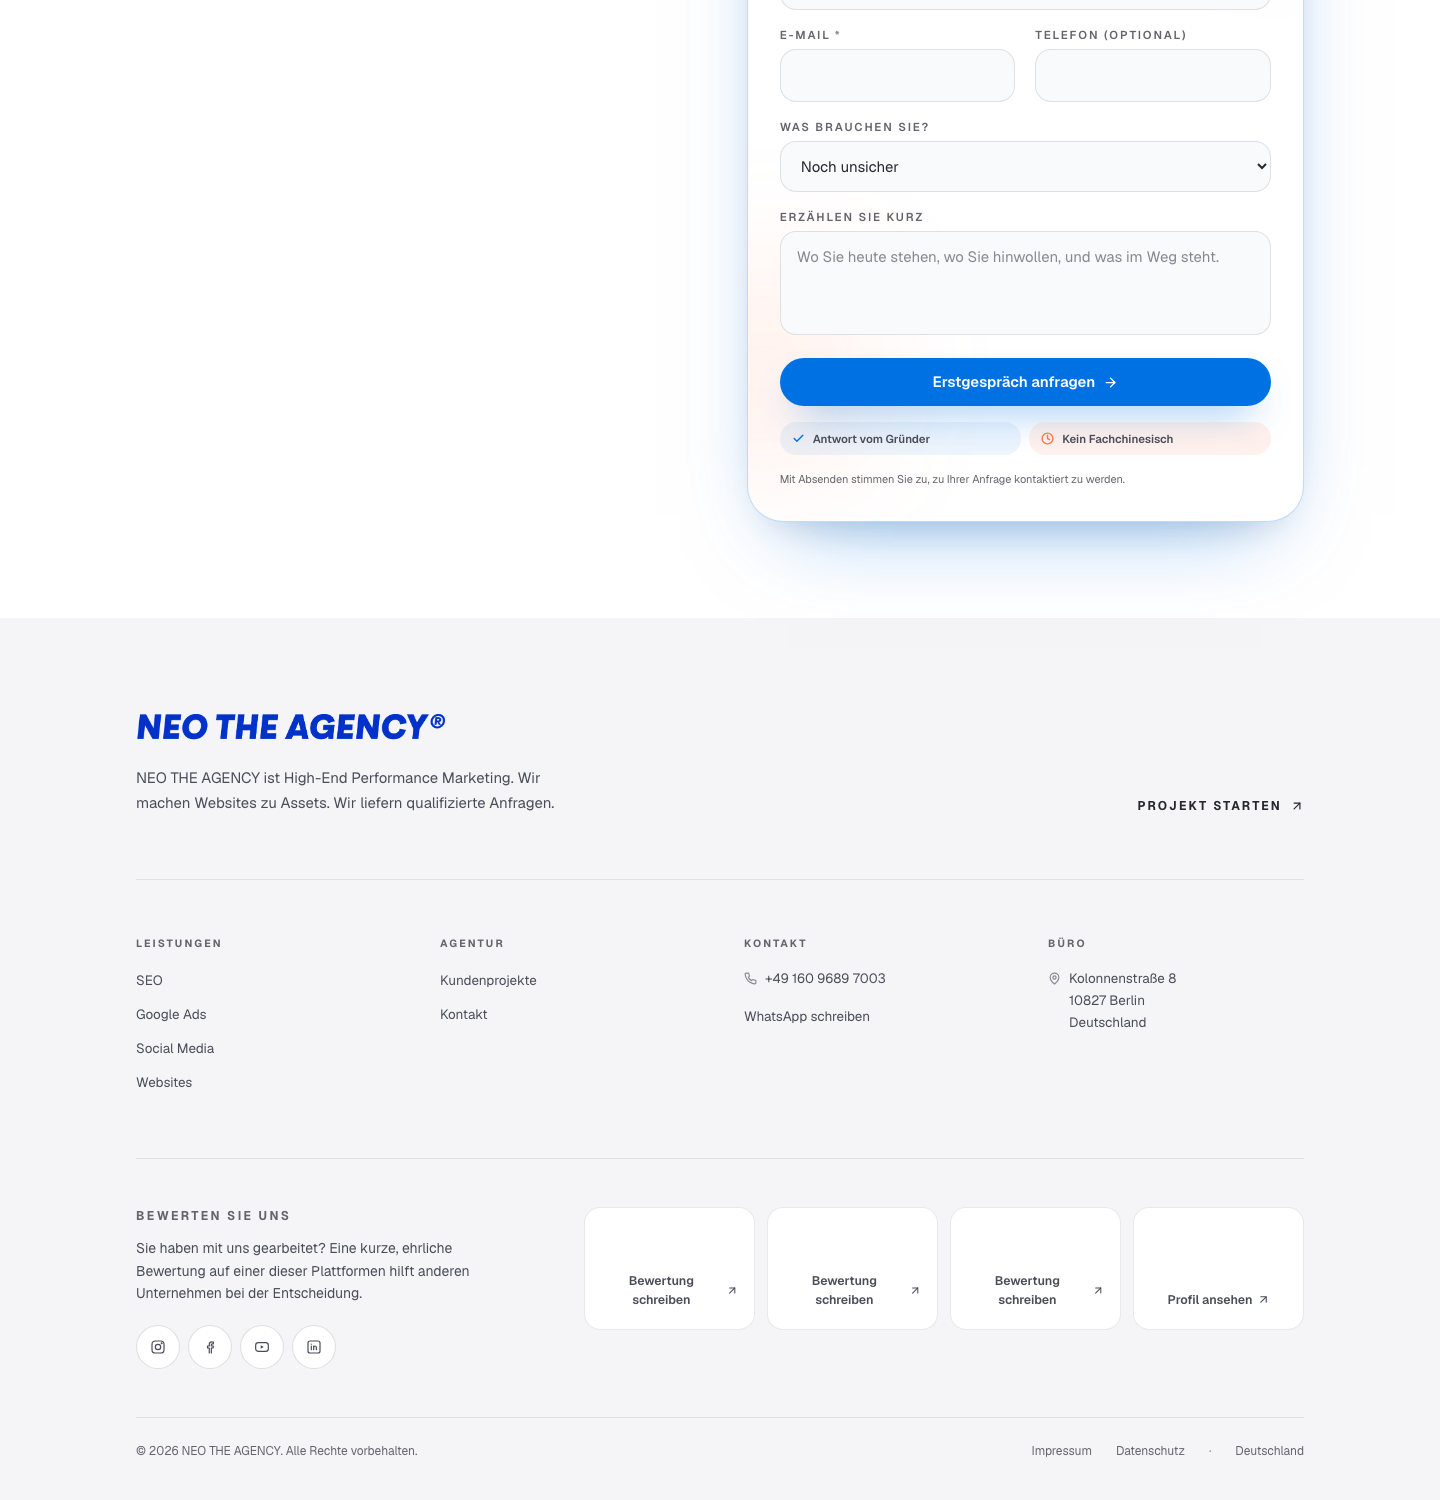 E-MAIL *
TELEFON (OPTIONAL)
WAS BRAUCHEN SIE?
Noch unsicher
ERZÄHLEN SIE KURZ
Wo Sie heute stehen, wo Sie hinwollen, und was im Weg steht.
Erstgespräch anfragen
Antwort vom Gründer
Kein Fachchinesisch
Mit Absenden stimmen Sie zu, zu Ihrer Anfrage kontaktiert zu werden.
NEO THE AGENCY®
NEO THE AGENCY ist High-End Performance Marketing. Wir
machen Websites zu Assets. Wir liefern qualifizierte Anfragen.
PROJEKT STARTEN
LEISTUNGEN
SEO
Google Ads
Social Media
Websites
AGENTUR
Kundenprojekte
Kontakt
KONTAKT
+49 160 9689 7003
WhatsApp schreiben
BÜRO
Kolonnenstraße 8
10827 Berlin
Deutschland
BEWERTEN SIE UNS
Sie haben mit uns gearbeitet? Eine kurze, ehrliche
Bewertung auf einer dieser Plattformen hilft anderen
Unternehmen bei der Entscheidung.
Bewertung
schreiben
Bewertung
schreiben
Bewertung
schreiben
Profil ansehen
© 2026 NEO THE AGENCY. Alle Rechte vorbehalten.
Impressum
Datenschutz
·
Deutschland